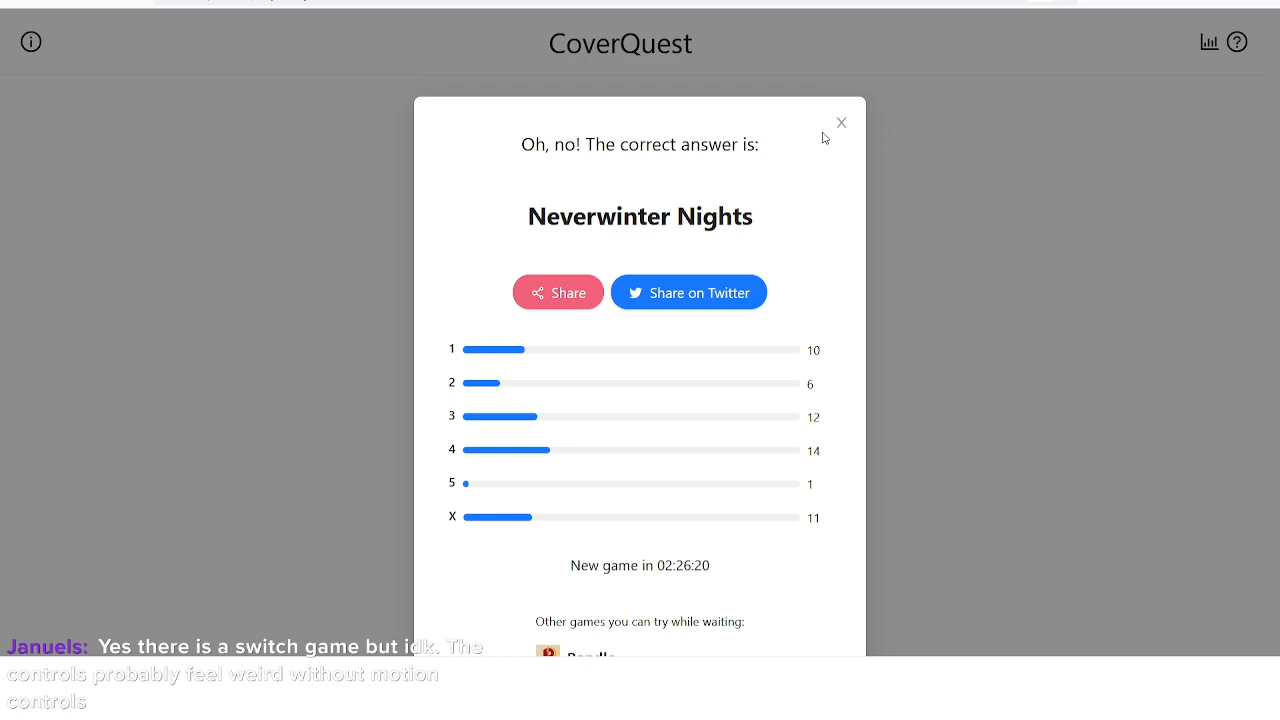 CoverQuest
X
Oh, no! The correct answer is:
Neverwinter Nights
Share
Share on Twitter
1 10
2 6
3 12
4 14
5 1
X 11
New game in 02:26:20
Other games you can try while waiting:
Januels: Yes there is a switch game but idk. The
controls probably feel weird without motion
controls